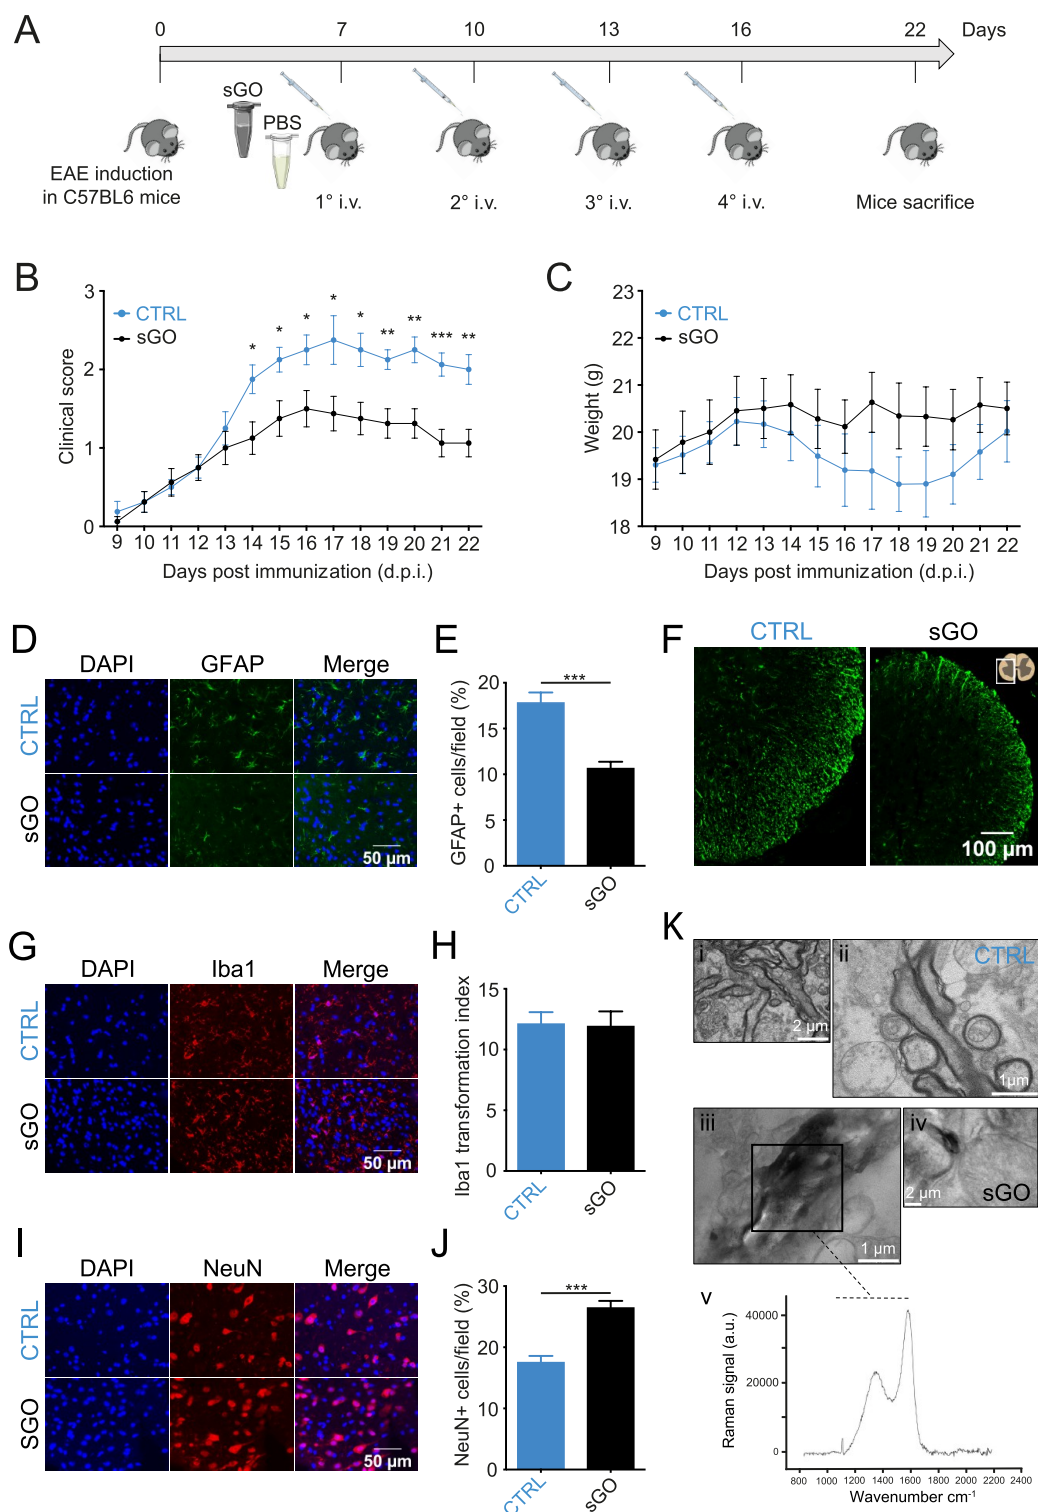 A
0 7 10 13 16 22 Days
sGO
PBS
EAE induction
in C57BL6 mice
1° i.v. 2° i.v. 3° i.v. 4° i.v. Mice sacrifice
B
3
2
1
0
Clinical score
CTRL
sGO
* * * * * ** ** *** **
9 10 11 12 13 14 15 16 17 18 19 20 21 22
Days post immunization (d.p.i.)
C
23
22
21
20
19
18
Weight (g)
CTRL
sGO
9 10 11 12 13 14 15 16 17 18 19 20 21 22
Days post immunization (d.p.i.)
D
DAPI GFAP Merge
CTRL
sGO
50 µm
E
20
15
10
5
0
GFAP+ cells/field (%)
***
CTRL sGO
F
CTRL sGO
100 µm
G
DAPI Iba1 Merge
CTRL
sGO
50 µm
H
15
10
5
0
Iba1 transformation index
CTRL sGO
I
DAPI NeuN Merge
CTRL
SGO
50 µm
J
30
20
10
0
NeuN+ cells/field (%)
***
CTRL sGO
K
i
2 µm
ii
CTRL
1µm
iii
1 µm
iv
2 µm
sGO
v
40000
20000
0
Raman signal (a.u.)
800 1000 1200 1400 1600 1800 2000 2200 2400
Wavenumber cm⁻¹